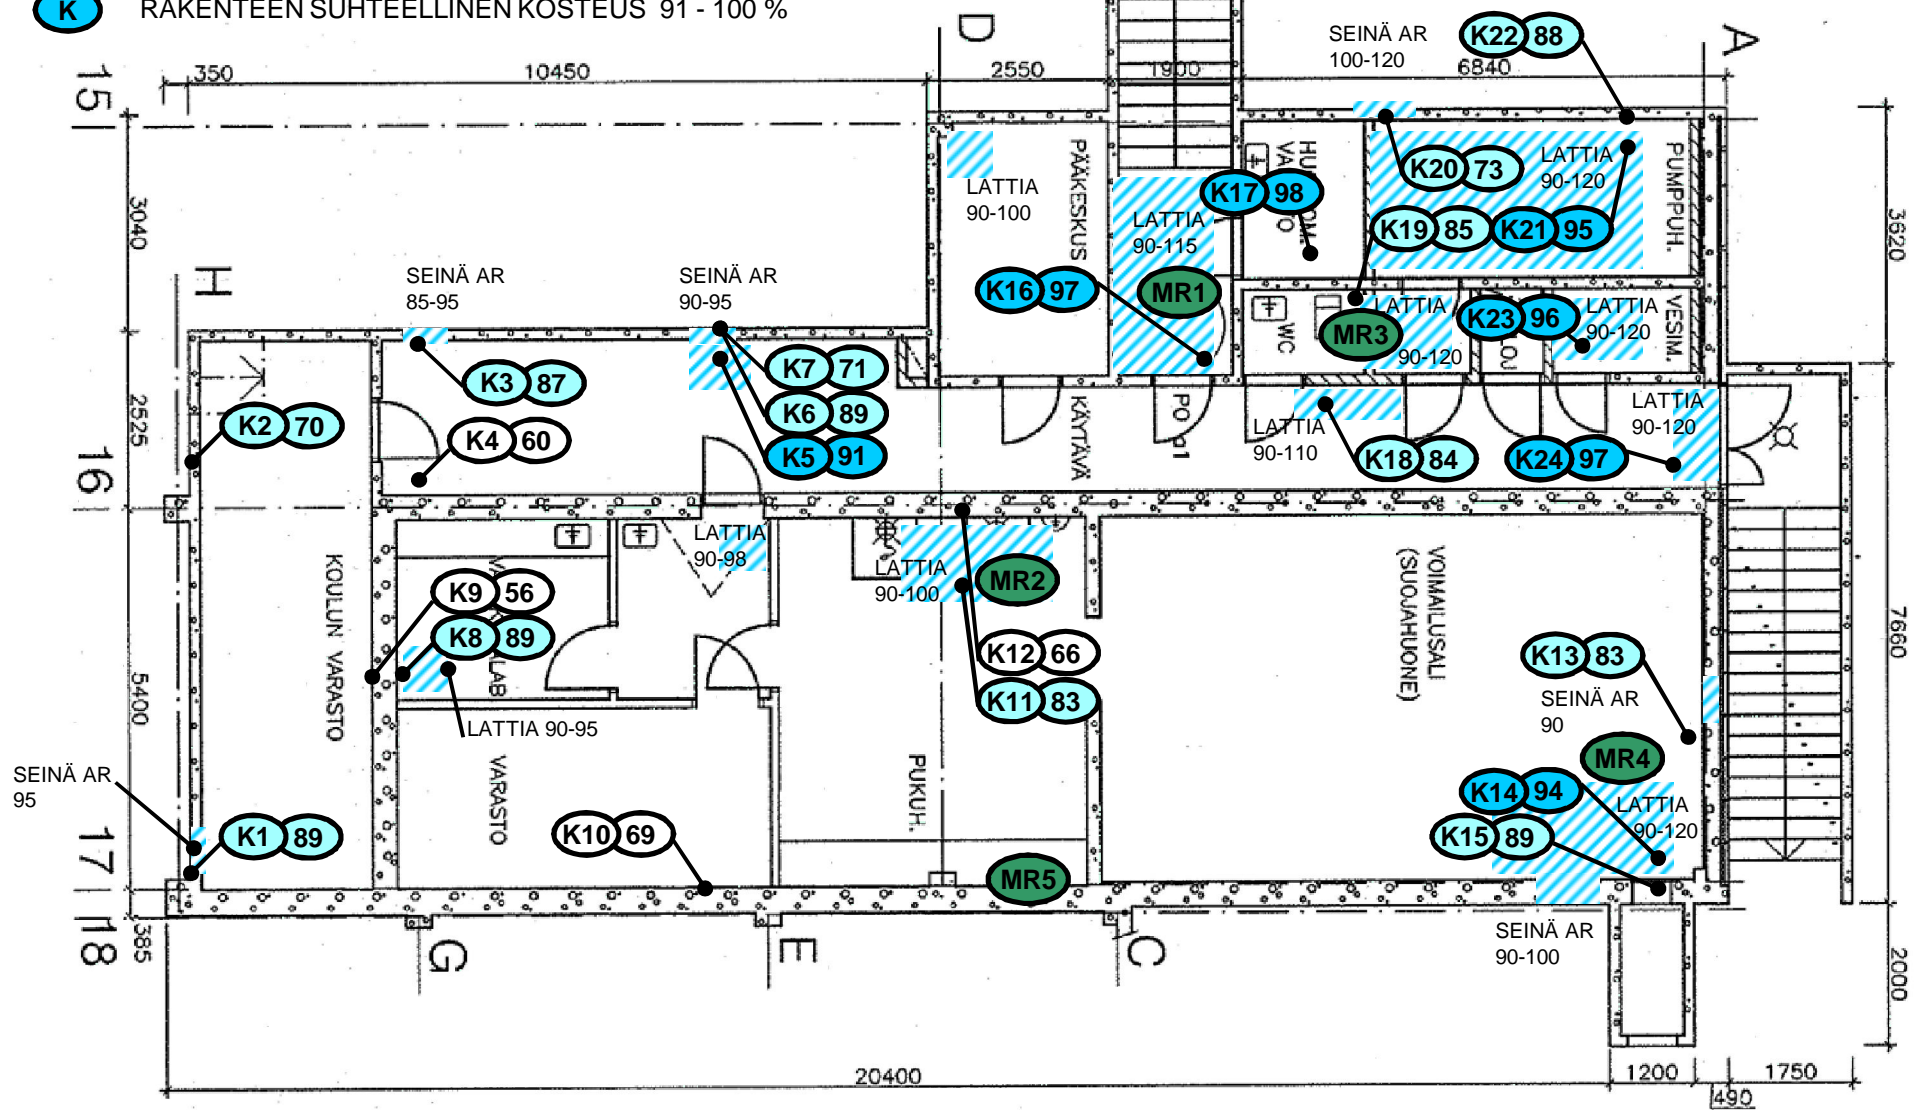 K RAKENTEEN SUHTEELLINEN KOSTEUS 91 - 100 %
D
A
SEINÄ AR
100-120
K22 88
15
350
10450
2550
1900
6840
PÄÄKESKUS
LATTIA
90-100
LATTIA
90-115
K17 98
K20 73
LATTIA
90-120
PUMPPUH.
K19 85
K21 95
3040
3620
H
SEINÄ AR
85-95
SEINÄ AR
90-95
K16 97
MR1
MR3
LATTIA
90-120
WC
K23 96
LATTIA
90-120
VESIM.
K3 87
K7 71
K6 89
K5 91
K2 70
K4 60
2525
16
KÄYTÄVÄ
PO
LATTIA
90-110
K18 84
K24 97
LATTIA
90-120
LATTIA
90-98
LATTIA
90-100
MR2
K9 56
K8 89
LATTIA 90-95
KOULUN VARASTO
K12 66
K11 83
VOIMAILUSALI
(SUOJAHUONE)
K13 83
SEINÄ AR
90
7660
5400
VARASTO
PUKUH.
MR4
K14 94
K15 89
LATTIA
90-120
SEINÄ AR
95
K1 89
K10 69
MR5
17
18
385
G
E
C
SEINÄ AR
90-100
2000
20400
1200
1750
490